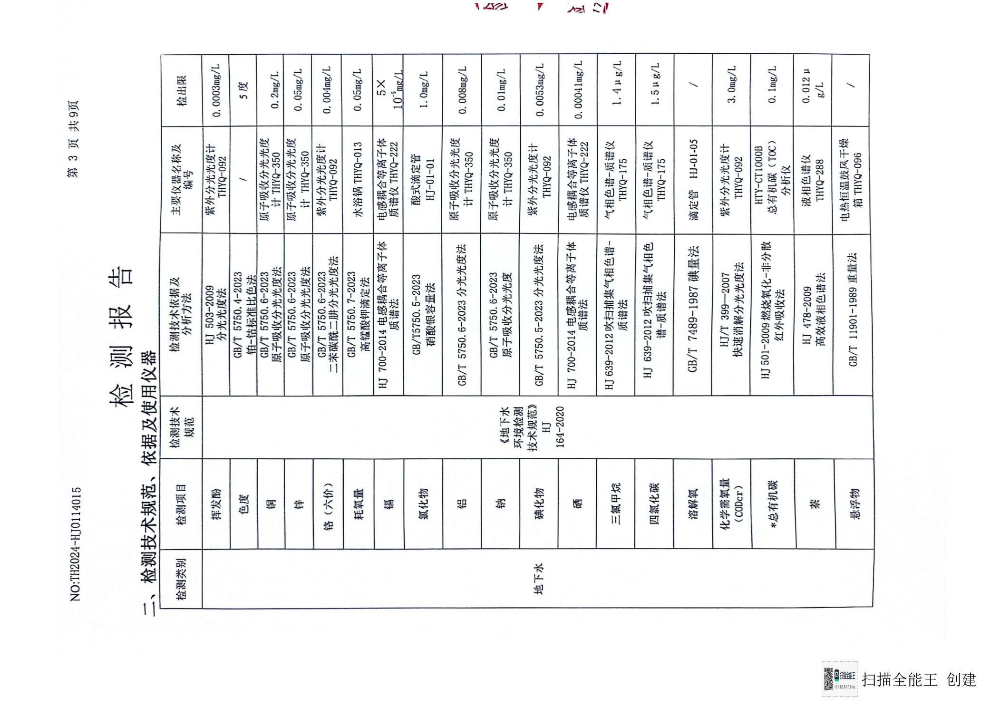 NO:TH2024-HJ0114015
第 3 页 共 9页
检 测 报 告
二、检测技术规范、依据及使用仪器
检测类别
检测项目
检测技术
规范
检测技术依据及
分析方法
主要仪器名称及
编号
检出限
地下水
《地下水
环境检测
技术规范》
HJ
164-2020
挥发酚
HJ 503-2009
分光光度法
紫外分光光度计
THYQ-092
0.0003mg/L
色度
GB/T 5750.4-2023
铂-钴标准比色法
/
5度
铜
GB/T 5750.6-2023
原子吸收分光光度法
原子吸收分光光度
计 THYQ-350
0.2mg/L
锌
GB/T 5750.6-2023
原子吸收分光光度法
原子吸收分光光度
计 THYQ-350
0.05mg/L
铬（六价）
GB/T 5750.6-2023
二苯碳酰二肼分光光度法
紫外分光光度计
THYQ-092
0.004mg/L
耗氧量
GB/T 5750.7-2023
高锰酸钾滴定法
水浴锅 THYQ-013
0.05mg/L
镉
HJ 700-2014 电感耦合等离子体
质谱法
电感耦合等离子体
质谱仪 THYQ-222
5×
10⁻⁵mg/L
氯化物
GB/T5750.5-2023
硝酸银容量法
酸式滴定管
HJ-01-01
1.0mg/L
铝
GB/T 5750.6-2023 分光光度法
原子吸收分光光度
计 THYQ-350
0.008mg/L
钠
GB/T 5750.6-2023
原子吸收分光光度
原子吸收分光光度
计 THYQ-350
0.01mg/L
碘化物
GB/T 5750.5-2023 分光光度法
紫外分光光度计
THYQ-092
0.0053mg/L
硒
HJ 700-2014 电感耦合等离子体
质谱法
电感耦合等离子体
质谱仪 THYQ-222
0.00041mg/L
三氯甲烷
HJ 639-2012 吹扫捕集气相色谱-
质谱法
气相色谱-质谱仪
THYQ-175
1.4μg/L
四氯化碳
HJ 639-2012 吹扫捕集气相色
谱-质谱法
气相色谱-质谱仪
THYQ-175
1.5μg/L
溶解氧
GB/T 7489-1987 碘量法
滴定管 HJ-01-05
/
化学需氧量
（CODcr）
HJ/T 399—2007
快速消解分光光度法
紫外分光光度计
THYQ-092
3.0mg/L
*总有机碳
HJ 501-2009 燃烧氧化-非分散
红外吸收法
HTY-CT1000B
总有机碳（TOC）
分析仪
0.1mg/L
萘
HJ 478-2009
高效液相色谱法
液相色谱仪
THYQ-288
0.012μ
g/L
悬浮物
GB/T 11901-1989 重量法
电热恒温鼓风干燥
箱 THYQ-096
/
CS 扫描全能王
3亿人都在用的扫描App
扫描全能王 创建